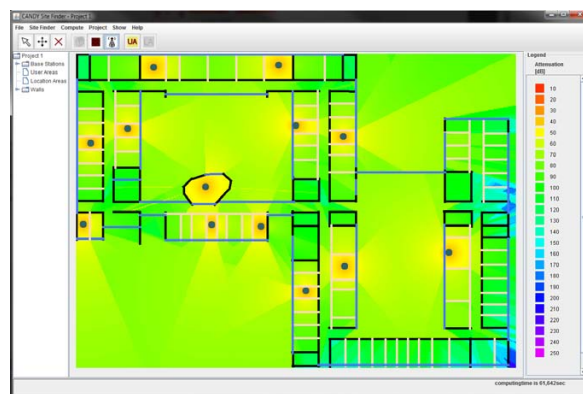 CANDY Site Finder - Project 1
File Site Finder Compute Project Show Help
UA
Project 1
Base Stations
User Areas
Location Areas
Walls
Legend
Attenuation
[dB]
10
20
30
40
50
60
70
80
90
100
110
120
130
140
150
160
170
180
190
200
210
220
230
240
250
computingtime is 61,842sec